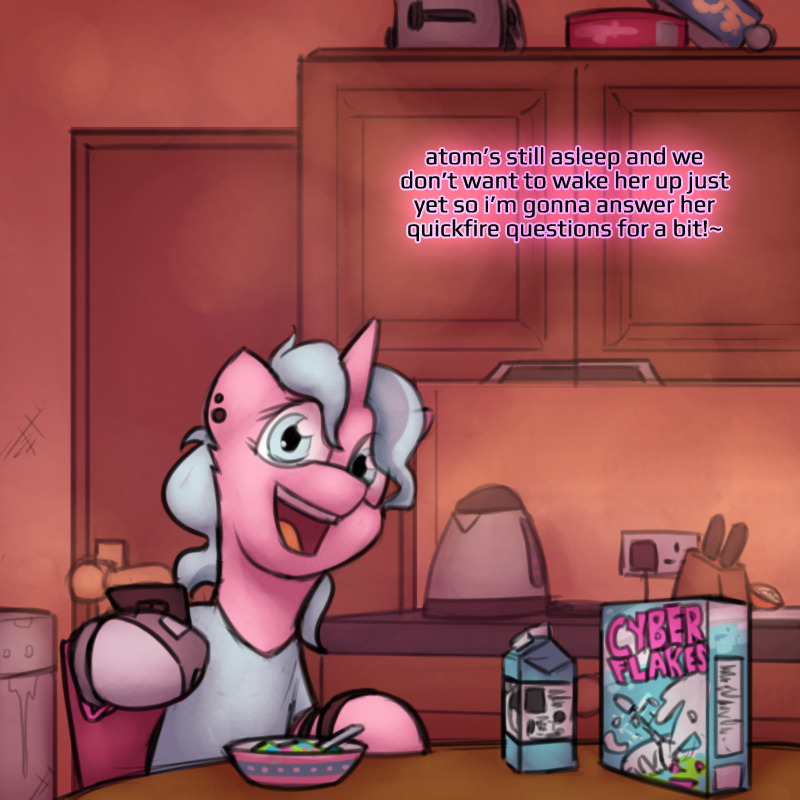 atom's still asleep and we
don't want to wake her up just
yet so i'm gonna answer her
quickfire questions for a bit!~
CYBER
FLAKES